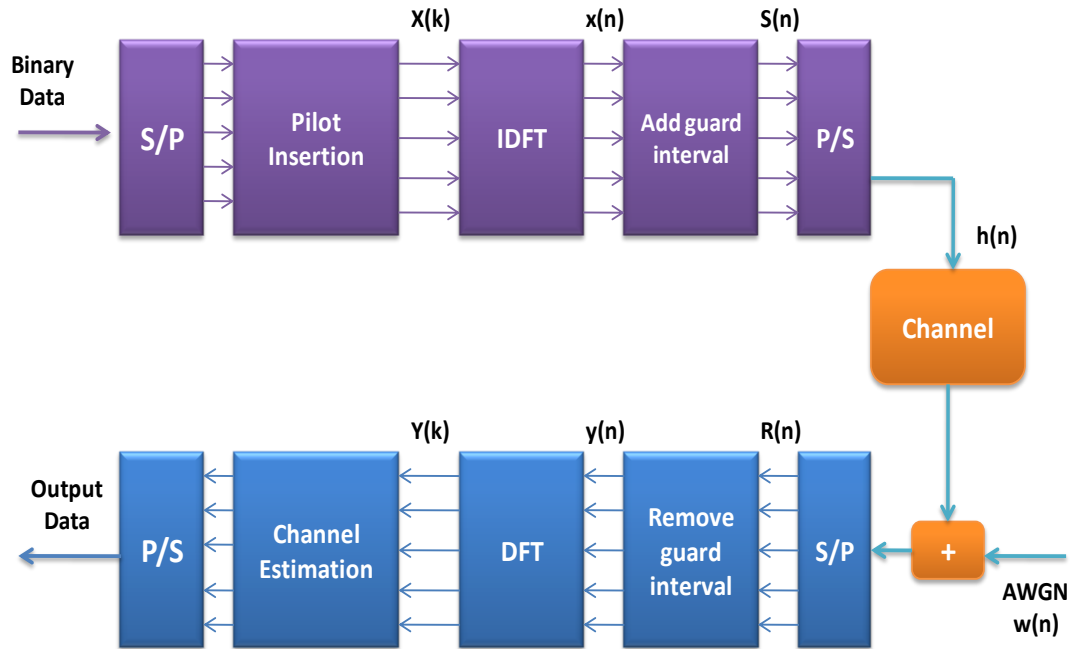 X(k)
x(n)
S(n)
Binary
Data
S/P
Pilot
Insertion
IDFT
Add guard
interval
P/S
h(n)
Channel
Y(k)
y(n)
R(n)
Output
Data
P/S
Channel
Estimation
DFT
Remove
guard
interval
S/P
+
AWGN
w(n)